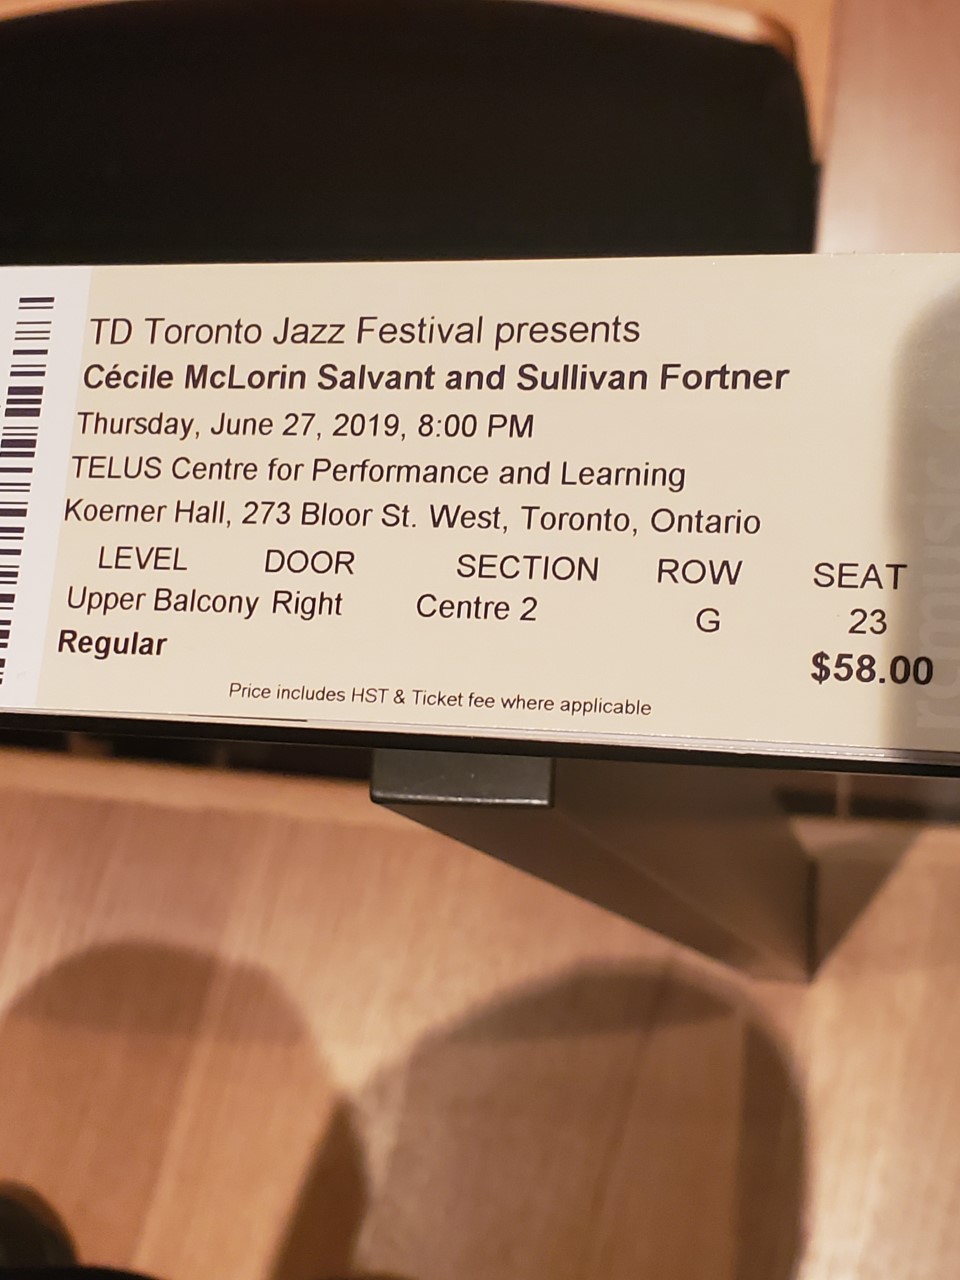 TD Toronto Jazz Festival presents
Cécile McLorin Salvant and Sullivan Fortner
Thursday, June 27, 2019, 8:00 PM
TELUS Centre for Performance and Learning
Koerner Hall, 273 Bloor St. West, Toronto, Ontario
LEVEL DOOR SECTION ROW SEAT
Upper Balcony Right Centre 2 G 23
Regular $58.00
Price includes HST & Ticket fee where applicable